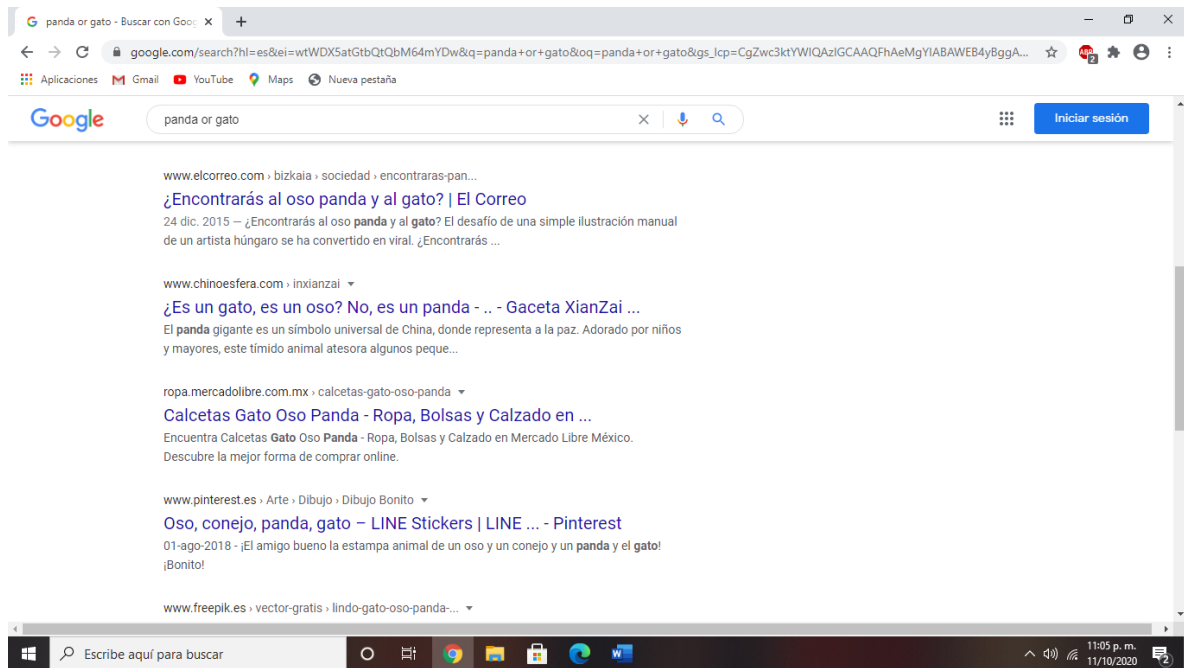 panda or gato - Buscar con Goog
google.com/search?hl=es&ei=wtWDX5atGtbQtQbM64mYDw&q=panda+or+gato&oq=panda+or+gato&gs_lcp=CgZwc3ktYWIQAzIGCAAQFhAeMgYIABAWEB4yBggA...
2
Aplicaciones Gmail YouTube Maps Nueva pestaña
Google panda or gato Iniciar sesión
www.elcorreo.com › bizkaia › sociedad › encontraras-pan...
¿Encontrarás al oso panda y al gato? | El Correo
24 dic. 2015 — ¿Encontrarás al oso panda y al gato? El desafío de una simple ilustración manual
de un artista húngaro se ha convertido en viral. ¿Encontrarás ...
www.chinoesfera.com › inxianzai
¿Es un gato, es un oso? No, es un panda - .. - Gaceta XianZai ...
El panda gigante es un símbolo universal de China, donde representa a la paz. Adorado por niños
y mayores, este tímido animal atesora algunos peque...
ropa.mercadolibre.com.mx › calcetas-gato-oso-panda
Calcetas Gato Oso Panda - Ropa, Bolsas y Calzado en ...
Encuentra Calcetas Gato Oso Panda - Ropa, Bolsas y Calzado en Mercado Libre México.
Descubre la mejor forma de comprar online.
www.pinterest.es › Arte › Dibujo › Dibujo Bonito
Oso, conejo, panda, gato – LINE Stickers | LINE ... - Pinterest
01-ago-2018 - ¡El amigo bueno la estampa animal de un oso y un conejo y un panda y el gato!
¡Bonito!
www.freepik.es › vector-gratis › lindo-gato-oso-panda-...
Escribe aquí para buscar
11:05 p. m.
11/10/2020
2